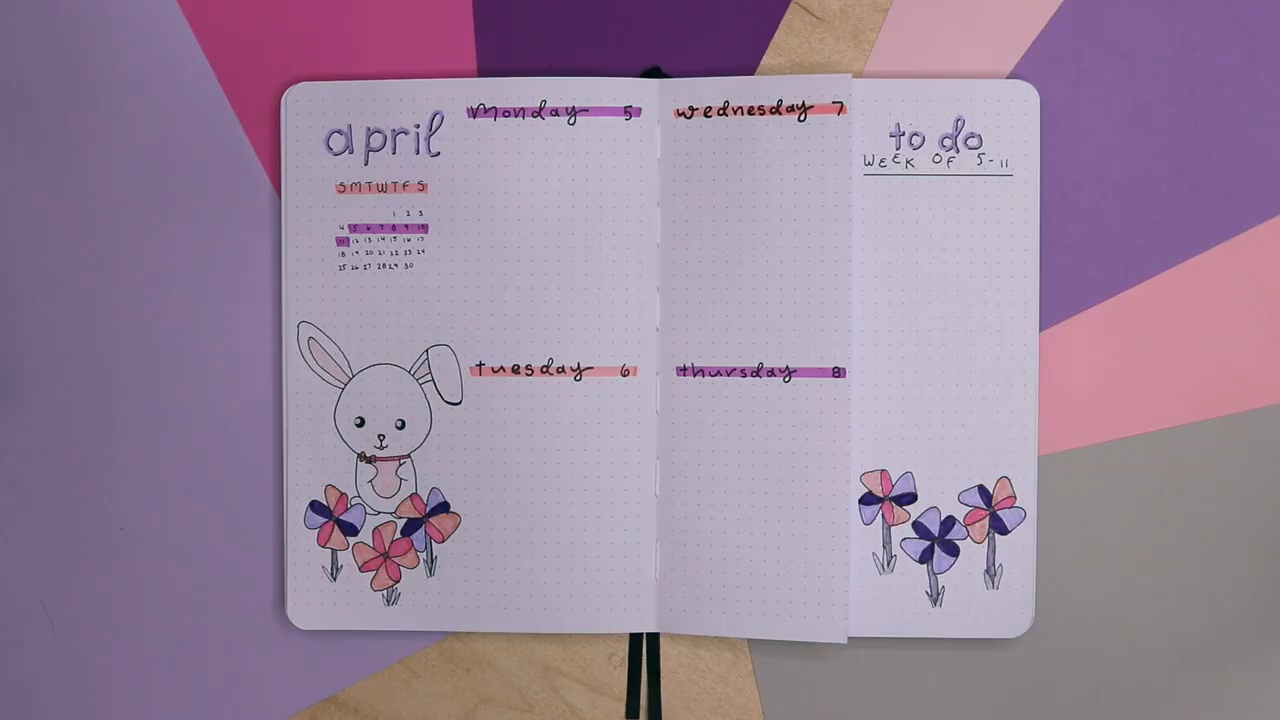 april
S M T W T F S
1 2 3
4 5 6 7 8 9 10
11 12 13 14 15 16 17
18 19 20 21 22 23 24
25 26 27 28 29 30
Monday 5
tuesday 6
wednesday 7
thursday 8
to do
WEEK OF 5-11